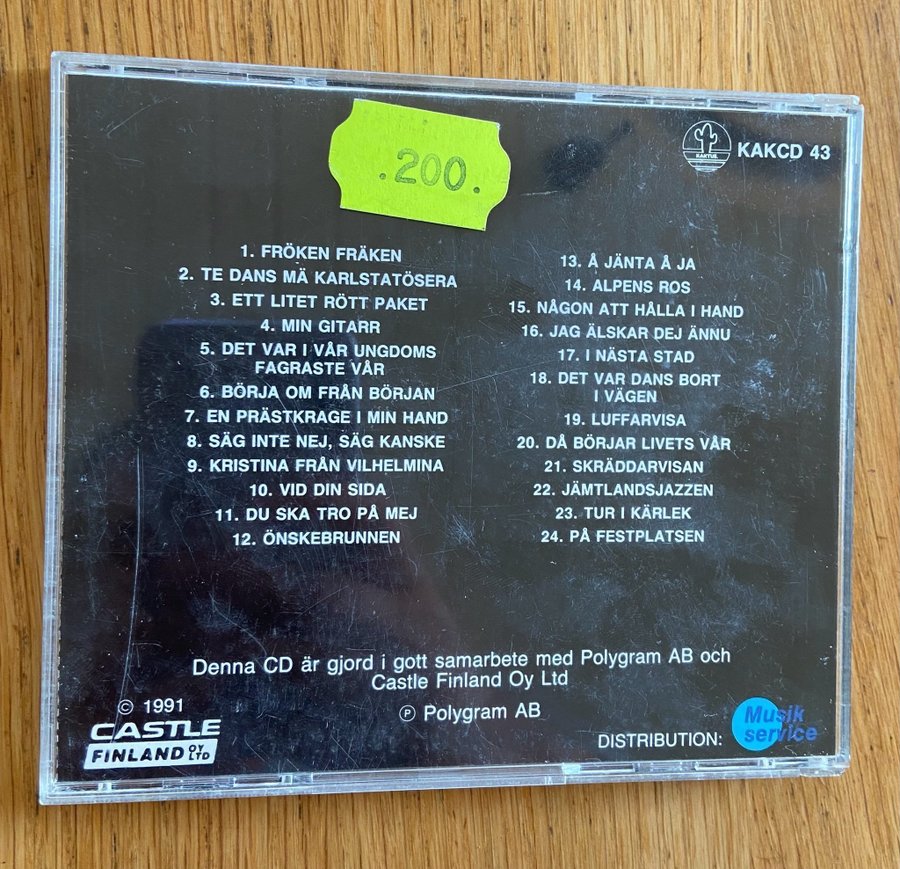 .200.
KAKTUS
KAKCD 43
1. FRÖKEN FRÄKEN
2. TE DANS MÄ KARLSTATÖSERA
3. ETT LITET RÖTT PAKET
4. MIN GITARR
5. DET VAR I VÅR UNGDOMS
FAGRASTE VÅR
6. BÖRJA OM FRÅN BÖRJAN
7. EN PRÄSTKRAGE I MIN HAND
8. SÄG INTE NEJ, SÄG KANSKE
9. KRISTINA FRÅN VILHELMINA
10. VID DIN SIDA
11. DU SKA TRO PÅ MEJ
12. ÖNSKEBRUNNEN
13. Å JÄNTA Å JA
14. ALPENS ROS
15. NÅGON ATT HÅLLA I HAND
16. JAG ÄLSKAR DEJ ÄNNU
17. I NÄSTA STAD
18. DET VAR DANS BORT
I VÄGEN
19. LUFFARVISA
20. DÅ BÖRJAR LIVETS VÅR
21. SKRÄDDARVISAN
22. JÄMTLANDSJAZZEN
23. TUR I KÄRLEK
24. PÅ FESTPLATSEN
Denna CD är gjord i gott samarbete med Polygram AB och
Castle Finland Oy Ltd
© 1991
CASTLE
FINLAND OY LTD
℗ Polygram AB
DISTRIBUTION:
Musik
service